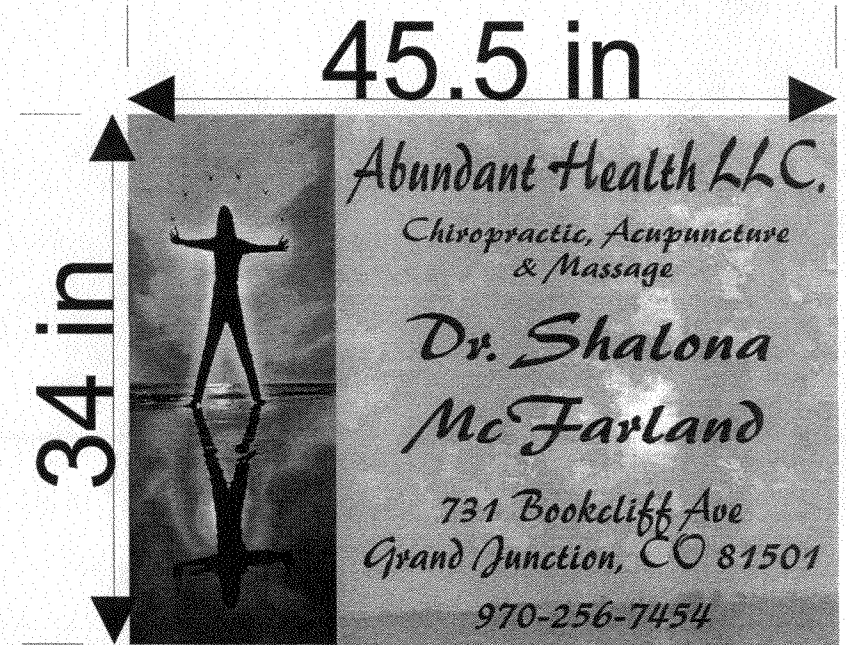 45.5 in
34 in
Abundant Health LLC.
Chiropractic, Acupuncture
& Massage
Dr. Shalona
McFarland
731 Bookcliff Ave
Grand Junction, CO 81501
970-256-7454